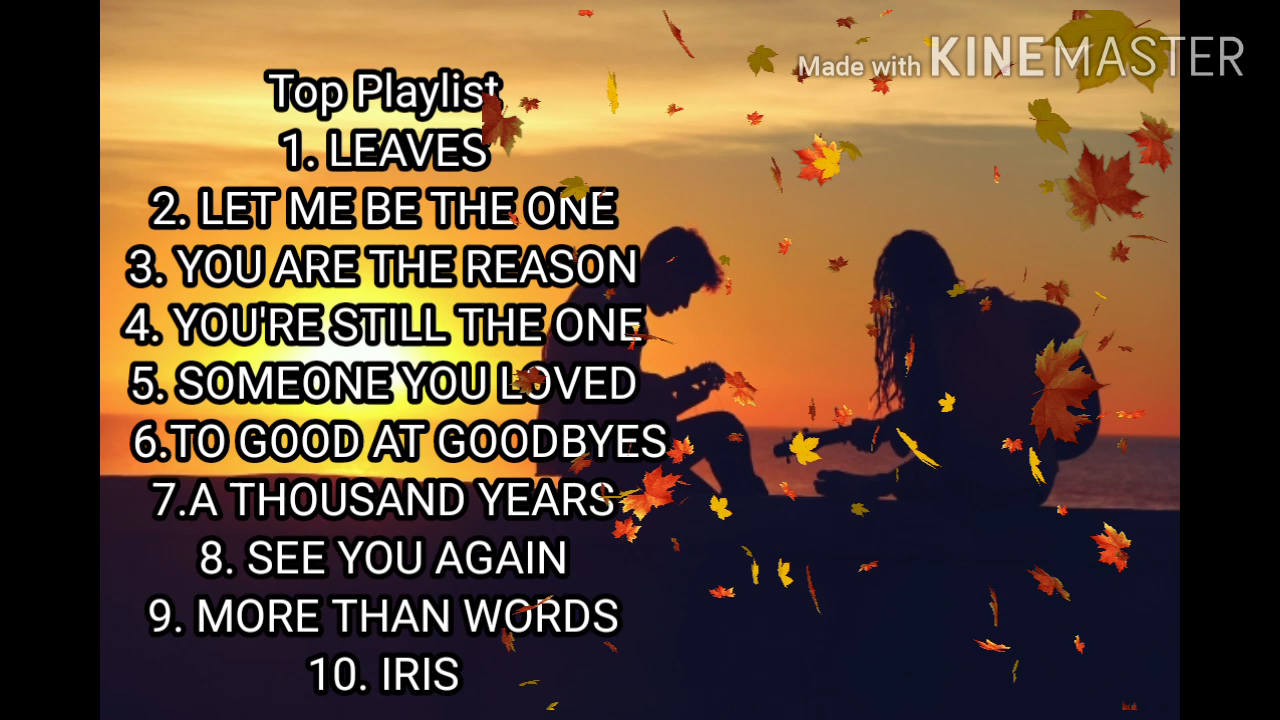 Made with KINEMASTER
Top Playlist
1. LEAVES
2. LET ME BE THE ONE
3. YOU ARE THE REASON
4. YOU'RE STILL THE ONE
5. SOMEONE YOU LOVED
6.TO GOOD AT GOODBYES
7.A THOUSAND YEARS
8. SEE YOU AGAIN
9. MORE THAN WORDS
10. IRIS